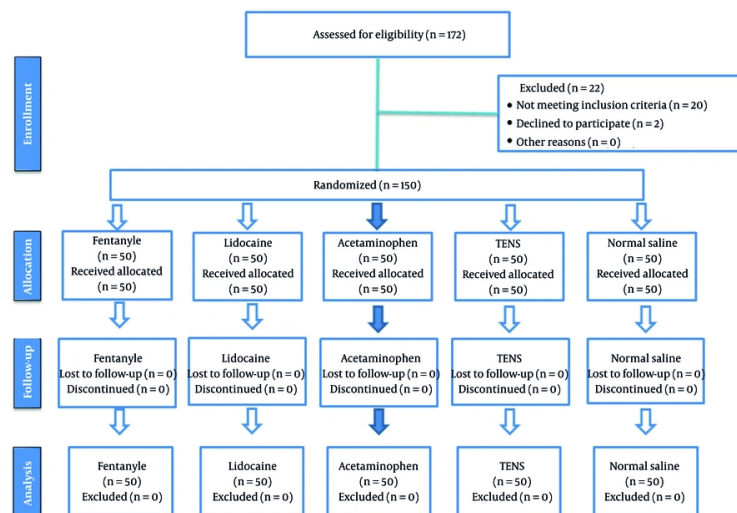 Assessed for eligibility (n = 172)
Enrollment
Excluded (n = 22)
• Not meeting inclusion criteria (n = 20)
• Declined to participate (n = 2)
• Other reasons (n = 0)
Randomized (n = 150)
Allocation
Fentanyle
(n = 50)
Received allocated
(n = 50)
Lidocaine
(n = 50)
Received allocated
(n = 50)
Acetaminophen
(n = 50)
Received allocated
(n = 50)
TENS
(n = 50)
Received allocated
(n = 50)
Normal saline
(n = 50)
Received allocated
(n = 50)
Follow-up
Fentanyle
Lost to follow-up (n = 0)
Discontinued (n = 0)
Lidocaine
Lost to follow-up (n = 0)
Discontinued (n = 0)
Acetaminophen
Lost to follow-up (n = 0)
Discontinued (n = 0)
TENS
Lost to follow-up (n = 0)
Discontinued (n = 0)
Normal saline
Lost to follow-up (n = 0)
Discontinued (n = 0)
Analysis
Fentanyle
(n = 50)
Excluded (n = 0)
Lidocaine
(n = 50)
Excluded (n = 0)
Acetaminophen
(n = 50)
Excluded (n = 0)
TENS
(n = 50)
Excluded (n = 0)
Normal saline
(n = 50)
Excluded (n = 0)